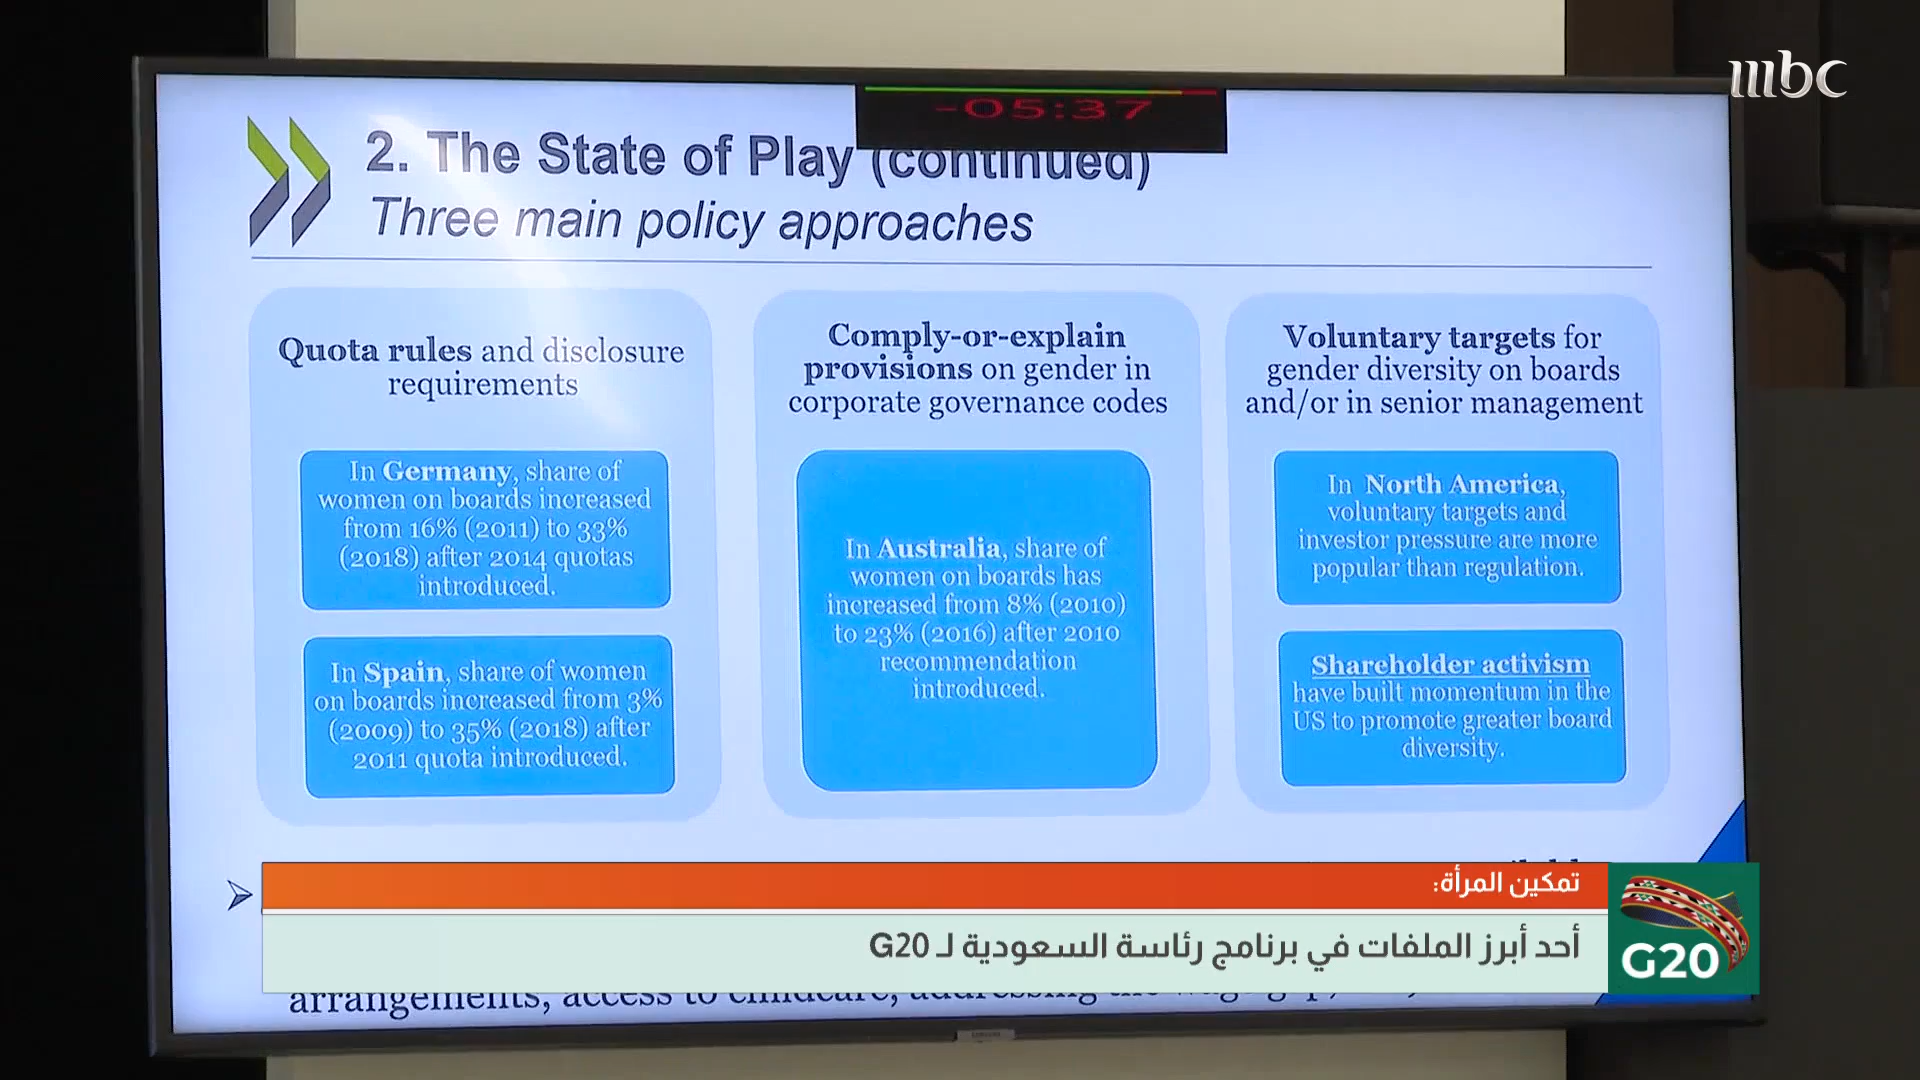 mbc
-05:37
2. The State of Play (continued)
Three main policy approaches
Quota rules and disclosure
requirements
In Germany, share of
women on boards increased
from 16% (2011) to 33%
(2018) after 2014 quotas
introduced.
In Spain, share of women
on boards increased from 3%
(2009) to 35% (2018) after
2011 quota introduced.
Comply-or-explain
provisions on gender in
corporate governance codes
In Australia, share of
women on boards has
increased from 8% (2010)
to 23% (2016) after 2010
recommendation
introduced.
Voluntary targets for
gender diversity on boards
and/or in senior management
In North America,
voluntary targets and
investor pressure are more
popular than regulation.
Shareholder activism
have built momentum in the
US to promote greater board
diversity.
تمكين المرأة:
أحد أبرز الملفات في برنامج رئاسة السعودية لـ G20
G20
arrangements, access to childcare, addressing the wage gap,